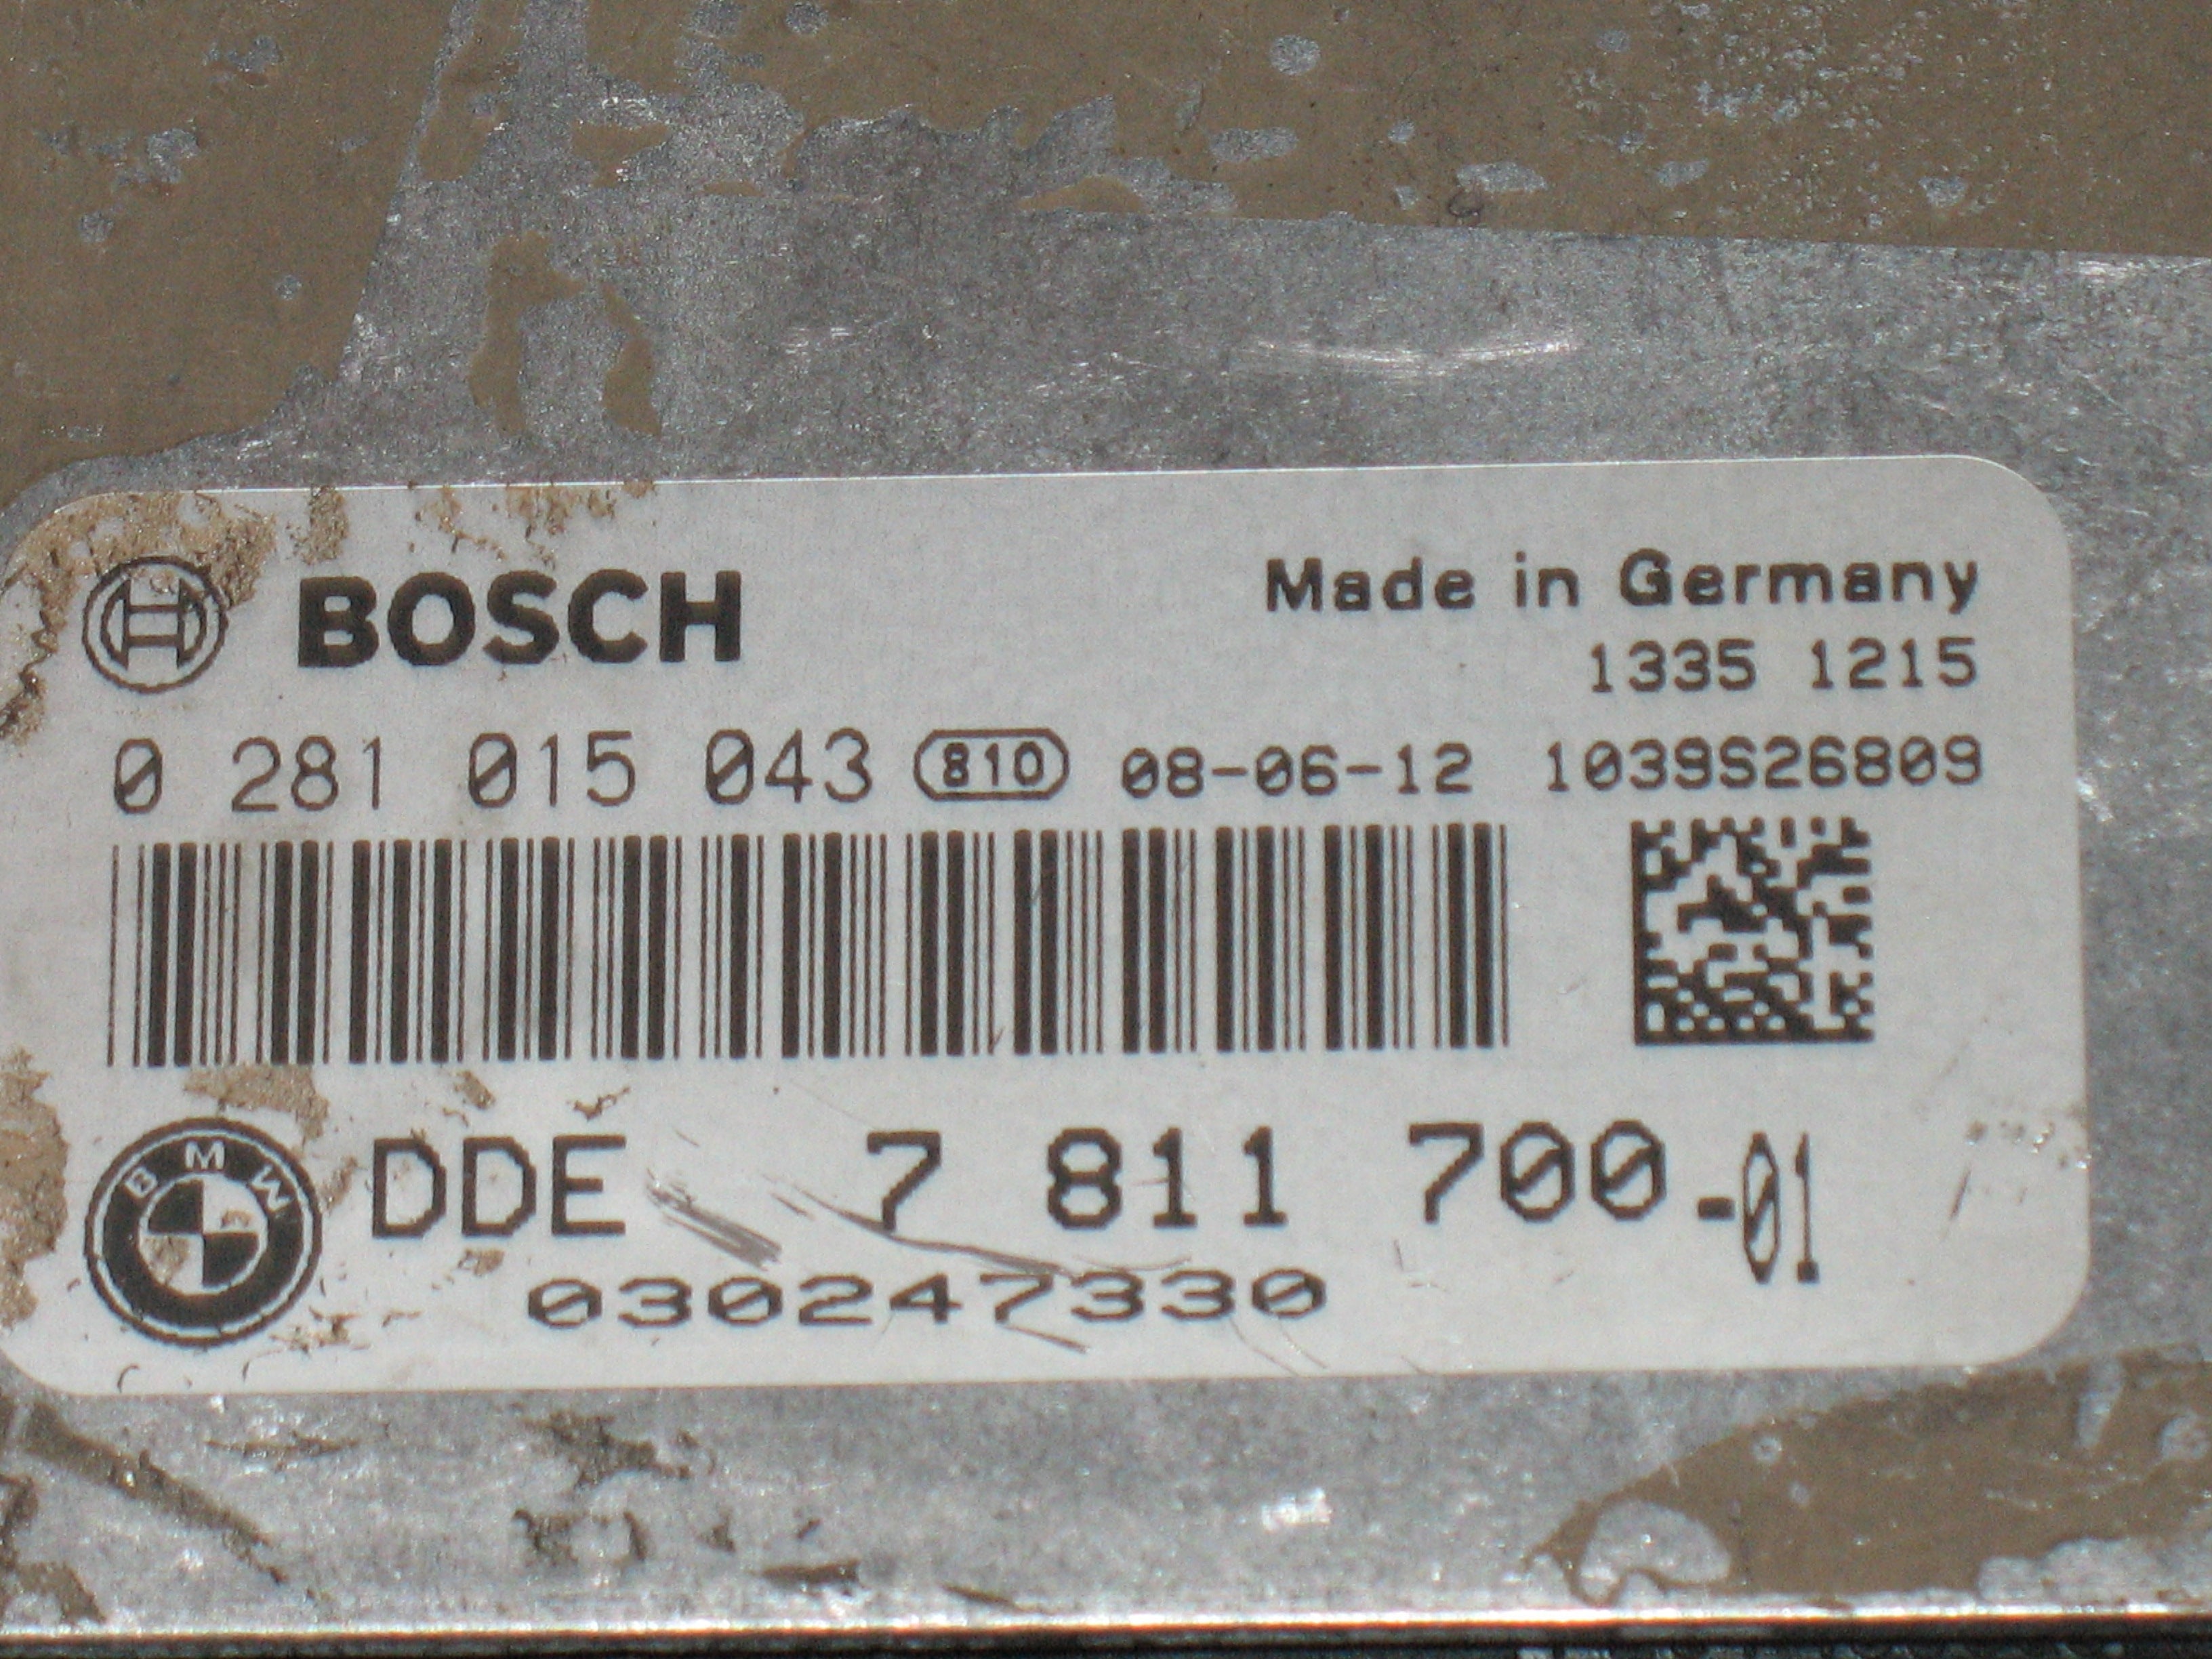 BOSCH
Made in Germany
1335 1215
0 281 015 043 810 08-06-12 1039S26809
BMW DDE 7 811 700-01
030247330